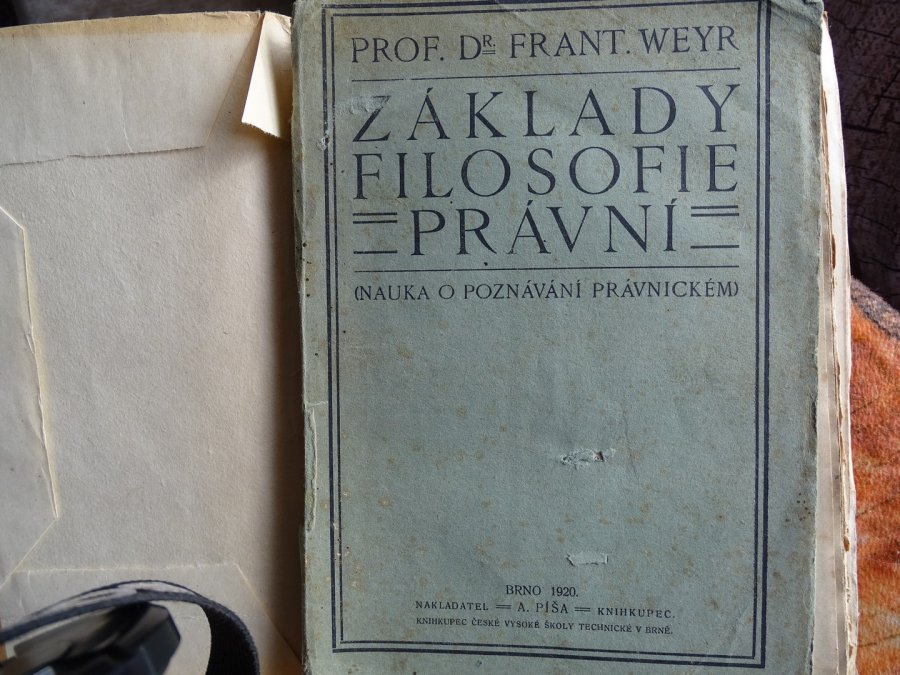 PROF. DR. FRANT. WEYR
ZÁKLADY
FILOSOFIE
PRÁVNÍ
(NAUKA O POZNÁVÁNÍ PRÁVNICKÉM)
BRNO 1920.
NAKLADATEL = A. PÍŠA = KNIHKUPEC.
KNIHKUPEC ČESKÉ VYSOKÉ ŠKOLY TECHNICKÉ V BRNĚ.